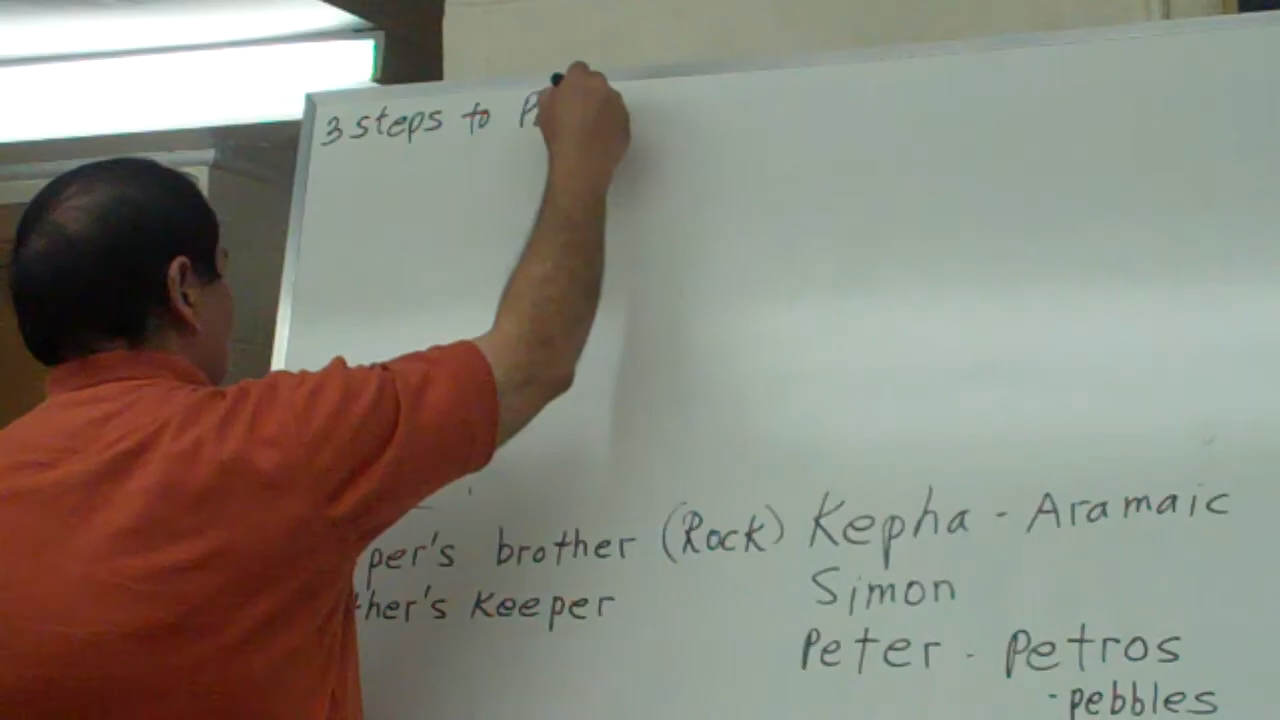 3 steps to
per's brother (Rock) Kepha - Aramaic
ther's Keeper
Simon
Peter - Petros
- pebbles